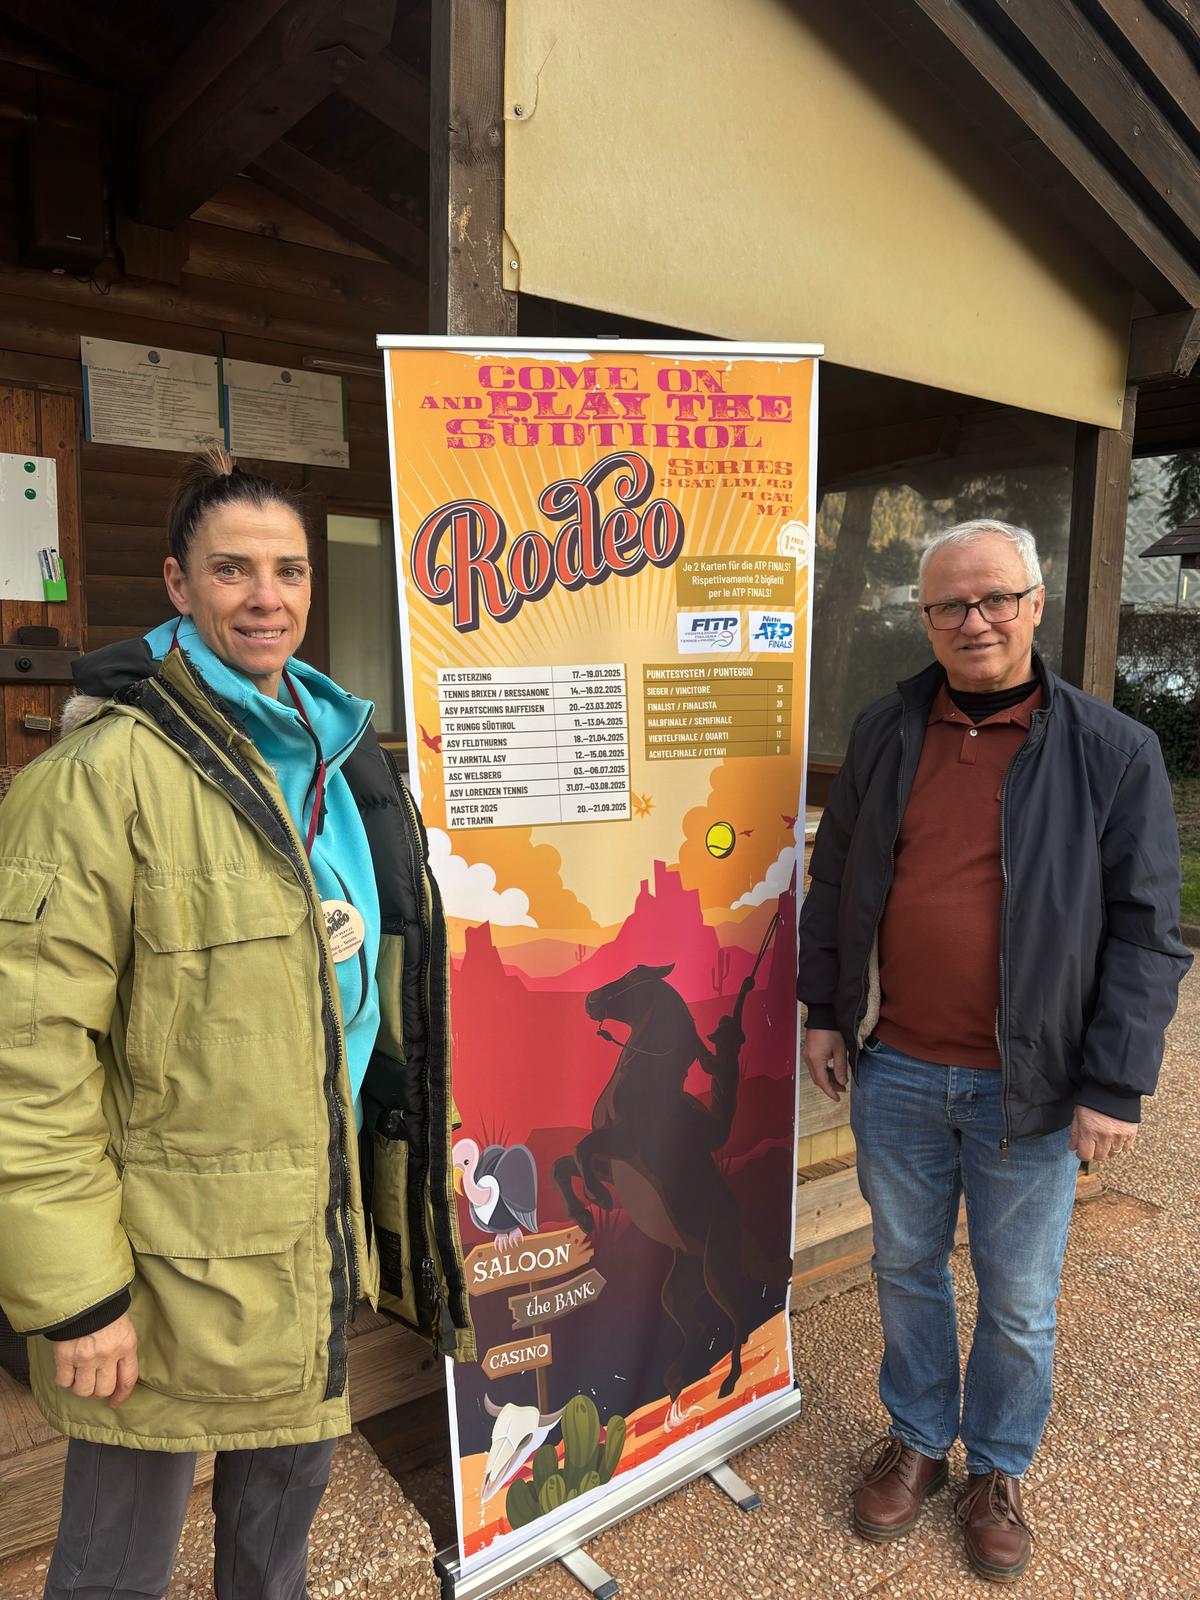 COME ON
AND PLAY THE
SÜDTIROL
SERIES
3 CAT. LIM. 4.3
4 CAT.
M/F
Rodeo
Je 2 Karten für die ATP FINALS!
Rispettivamente 2 biglietti
per le ATP FINALS!
FITP
Nitto
ATP
FINALS
ATC STERZING 17.–19.01.2025
TENNIS BRIXEN / BRESSANONE 14.–16.02.2025
ASV PARTSCHINS RAIFFEISEN 20.–23.03.2025
TC RUNGG SÜDTIROL 11.–13.04.2025
ASV FELDTHURNS 18.–21.04.2025
TV AHRNTAL ASV 12.–15.06.2025
ASC WELSBERG 03.–06.07.2025
ASV LORENZEN TENNIS 31.07.–03.08.2025
MASTER 2025 20.–21.09.2025
ATC TRAMIN
PUNKTESYSTEM / PUNTEGGIO
SIEGER / VINCITORE 25
FINALIST / FINALISTA 20
HALBFINALE / SEMIFINALE 16
VIERTELFINALE / QUARTI 13
ACHTELFINALE / OTTAVI
SALOON
the BANK
CASINO